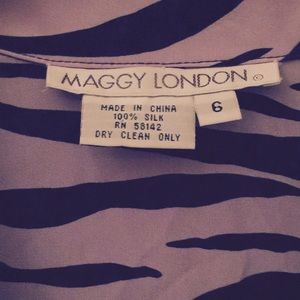 MAGGY LONDON ©
MADE IN CHINA
100% SILK
RN 58142
DRY CLEAN ONLY
6